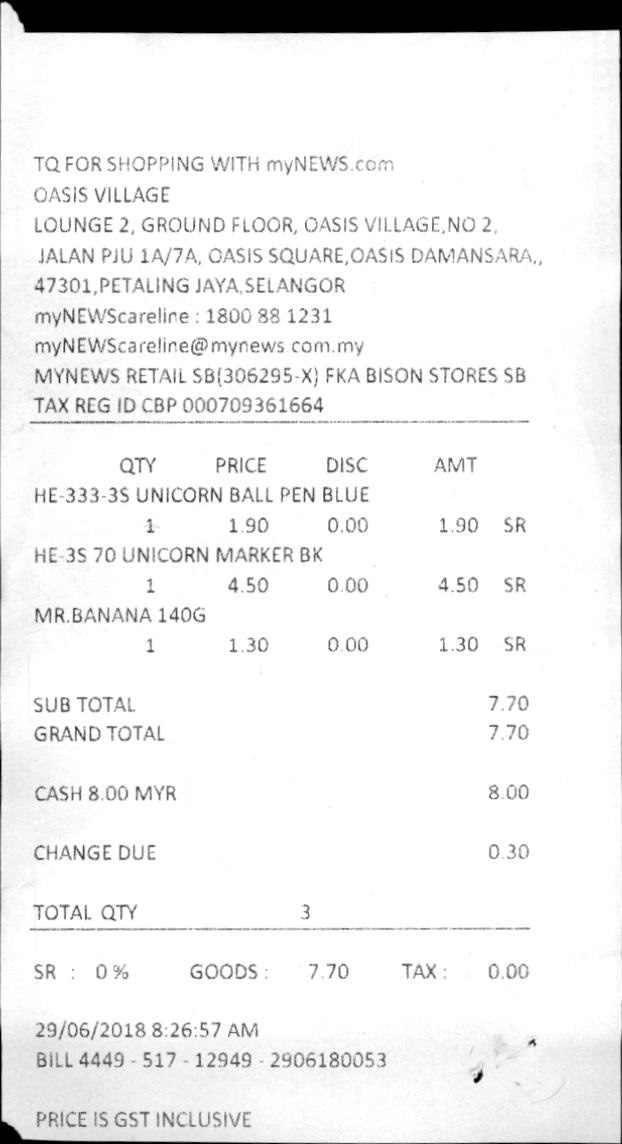 TQ FOR SHOPPING WITH myNEWS.com
OASIS VILLAGE
LOUNGE 2, GROUND FLOOR, OASIS VILLAGE,NO 2,
JALAN PJU 1A/7A, OASIS SQUARE,OASIS DAMANSARA,,
47301,PETALING JAYA,SELANGOR
myNEWScareline : 1800 88 1231
myNEWScareline@mynews.com.my
MYNEWS RETAIL SB(306295-X) FKA BISON STORES SB
TAX REG ID CBP 000709361664
QTY PRICE DISC AMT
HE-333-3S UNICORN BALL PEN BLUE
1 1.90 0.00 1.90 SR
HE-3S 70 UNICORN MARKER BK
1 4.50 0.00 4.50 SR
MR.BANANA 140G
1 1.30 0.00 1.30 SR
SUB TOTAL 7.70
GRAND TOTAL 7.70
CASH 8.00 MYR 8.00
CHANGE DUE 0.30
TOTAL QTY 3
SR : 0 % GOODS : 7.70 TAX : 0.00
29/06/2018 8:26:57 AM
BILL 4449 - 517 - 12949 - 2906180053
PRICE IS GST INCLUSIVE